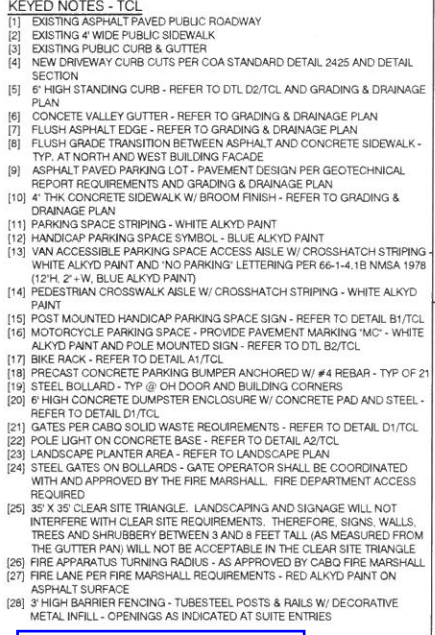 KEYED NOTES - TCL
[1] EXISTING ASPHALT PAVED PUBLIC ROADWAY
[2] EXISTING 4' WIDE PUBLIC SIDEWALK
[3] EXISTING PUBLIC CURB & GUTTER
[4] NEW DRIVEWAY CURB CUTS PER COA STANDARD DETAIL 2425 AND DETAIL
SECTION
[5] 6" HIGH STANDING CURB - REFER TO DTL D2/TCL AND GRADING & DRAINAGE
PLAN
[6] CONCETE VALLEY GUTTER - REFER TO GRADING & DRAINAGE PLAN
[7] FLUSH ASPHALT EDGE - REFER TO GRADING & DRAINAGE PLAN
[8] FLUSH GRADE TRANSITION BETWEEN ASPHALT AND CONCRETE SIDEWALK -
TYP. AT NORTH AND WEST BUILDING FACADE
[9] ASPHALT PAVED PARKING LOT - PAVEMENT DESIGN PER GEOTECHNICAL
REPORT REQUIREMENTS AND GRADING & DRAINAGE PLAN
[10] 4" THK CONCRETE SIDEWALK W/ BROOM FINISH - REFER TO GRADING &
DRAINAGE PLAN
[11] PARKING SPACE STRIPING - WHITE ALKYD PAINT
[12] HANDICAP PARKING SPACE SYMBOL - BLUE ALKYD PAINT
[13] VAN ACCESSIBLE PARKING SPACE ACCESS AISLE W/ CROSSHATCH STRIPING -
WHITE ALKYD PAINT AND "NO PARKING" LETTERING PER 66-1-4.1B NMSA 1978
(12"H, 2"+W, BLUE ALKYD PAINT)
[14] PEDESTRIAN CROSSWALK AISLE W/ CROSSHATCH STRIPING - WHITE ALKYD
PAINT
[15] POST MOUNTED HANDICAP PARKING SPACE SIGN - REFER TO DETAIL B1/TCL
[16] MOTORCYCLE PARKING SPACE - PROVIDE PAVEMENT MARKING "MC" - WHITE
ALKYD PAINT AND POLE MOUNTED SIGN - REFER TO DTL B2/TCL
[17] BIKE RACK - REFER TO DETAIL A1/TCL
[18] PRECAST CONCRETE PARKING BUMPER ANCHORED W/ #4 REBAR - TYP OF 21
[19] STEEL BOLLARD - TYP @ OH DOOR AND BUILDING CORNERS
[20] 6' HIGH CONCRETE DUMPSTER ENCLOSURE W/ CONCRETE PAD AND STEEL -
REFER TO DETAIL D1/TCL
[21] GATES PER CABQ SOLID WASTE REQUIREMENTS - REFER TO DETAIL D1/TCL
[22] POLE LIGHT ON CONCRETE BASE - REFER TO DETAIL A2/TCL
[23] LANDSCAPE PLANTER AREA - REFER TO LANDSCAPE PLAN
[24] STEEL GATES ON BOLLARDS - GATE OPERATOR SHALL BE COORDINATED
WITH AND APPROVED BY THE FIRE MARSHALL. FIRE DEPARTMENT ACCESS
REQUIRED
[25] 35' X 35' CLEAR SITE TRIANGLE. LANDSCAPING AND SIGNAGE WILL NOT
INTERFERE WITH CLEAR SITE REQUIREMENTS. THEREFORE, SIGNS, WALLS,
TREES AND SHRUBBERY BETWEEN 3 AND 8 FEET TALL (AS MEASURED FROM
THE GUTTER PAN) WILL NOT BE ACCEPTABLE IN THE CLEAR SITE TRIANGLE
[26] FIRE APPARATUS TURNING RADIUS - AS APPROVED BY CABQ FIRE MARSHALL
[27] FIRE LANE PER FIRE MARSHALL REQUIREMENTS - RED ALKYD PAINT ON
ASPHALT SURFACE
[28] 3' HIGH BARRIER FENCING - TUBESTEEL POSTS & RAILS W/ DECORATIVE
METAL INFILL - OPENINGS AS INDICATED AT SUITE ENTRIES